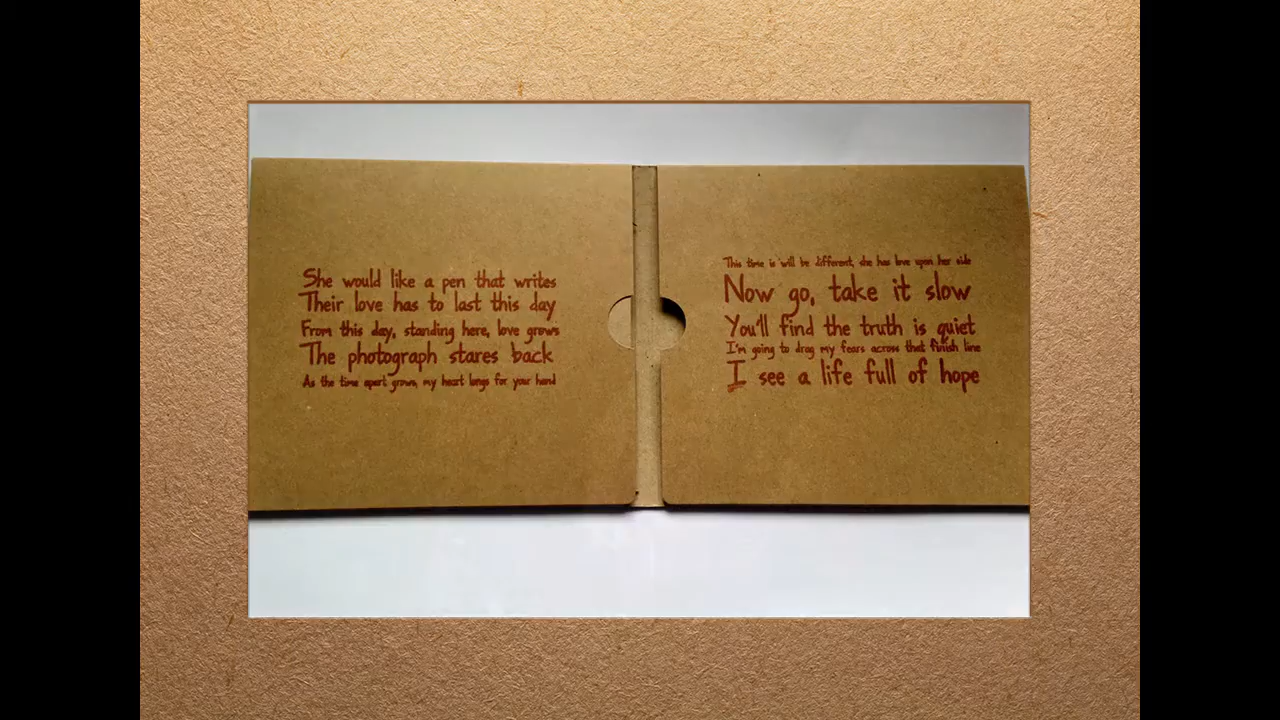 She would like a pen that writes
Their love has to last this day
From this day, standing here, love grows
The photograph stares back
As the time apart grows, my heart longs for your hand
This time is will be different, she has love upon her side
Now go, take it slow
You'll find the truth is quiet
I'm going to drag my fears across that finish line
I see a life full of hope